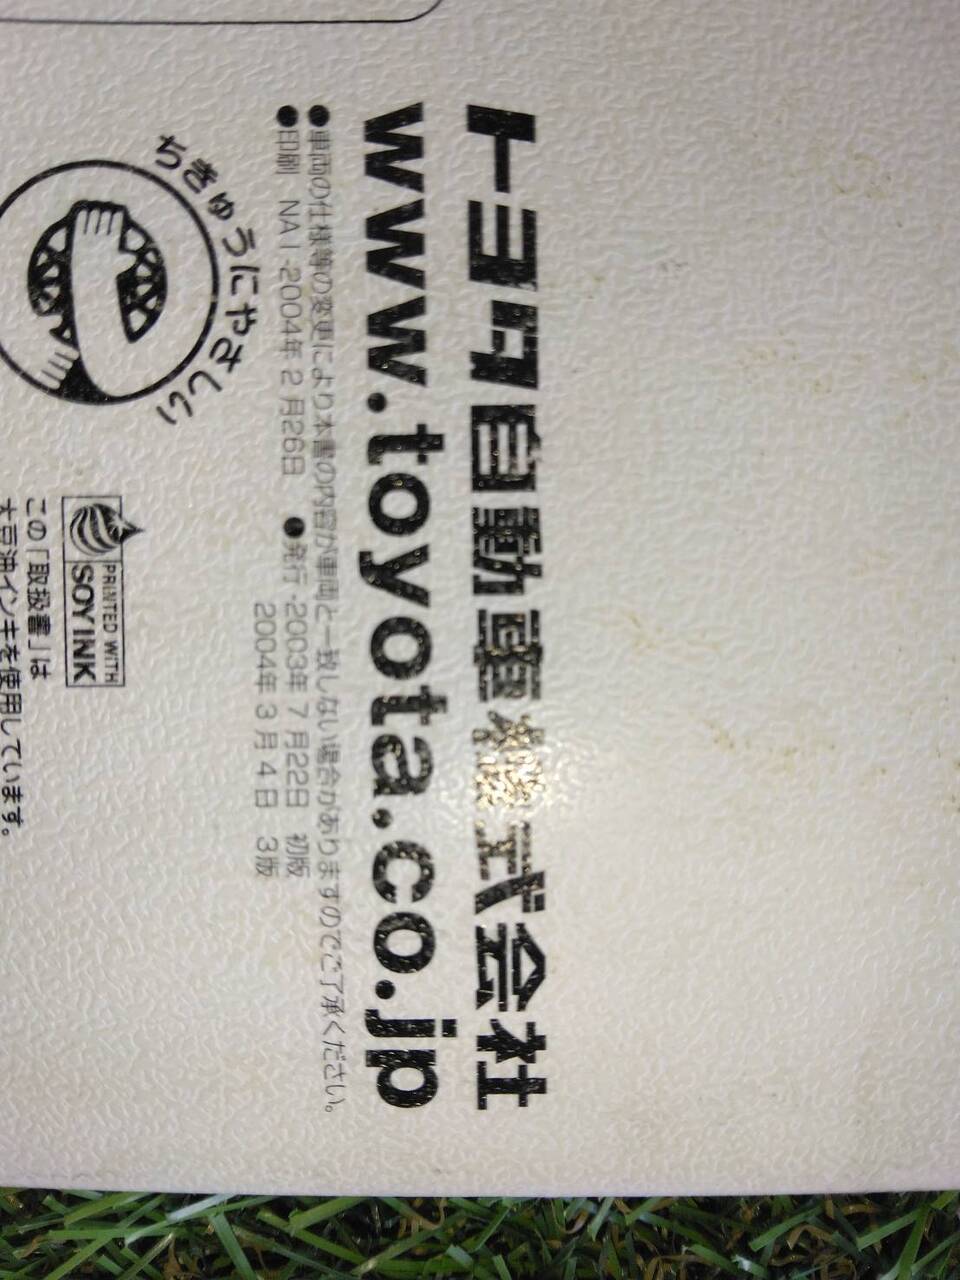 トヨタ自動車株式会社
www.toyota.co.jp
●車両の仕様等の変更により本書の内容が車両と一致しない場合がありますのでご了承ください。
●印刷 NAI-2004年2月26日 ●発行-2003年7月22日 初版
2004年3月4日 3版
ちきゅうにやさしい
PRINTED WITH
SOY INK
この「取扱書」は
大豆油インキを使用しています。